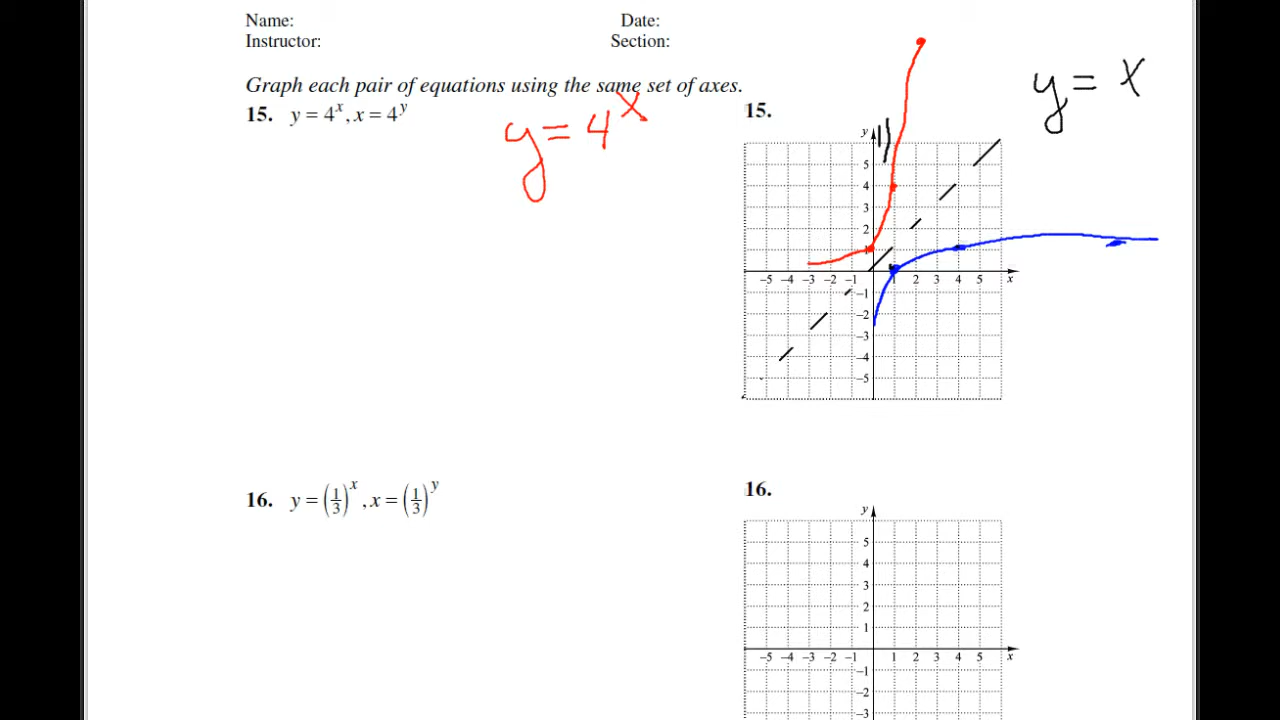 Name: Date:
Instructor: Section:
Graph each pair of equations using the same set of axes.
15. y = 4^x, x = 4^y
y = 4^x
15.
y = x
y
5
4
3
2
1
-5 -4 -3 -2 -1 1 2 3 4 5 x
-1
-2
-3
-4
-5
16. y = (1/3)^x, x = (1/3)^y
16.
y
5
4
3
2
1
-5 -4 -3 -2 -1 1 2 3 4 5 x
-1
-2
-3